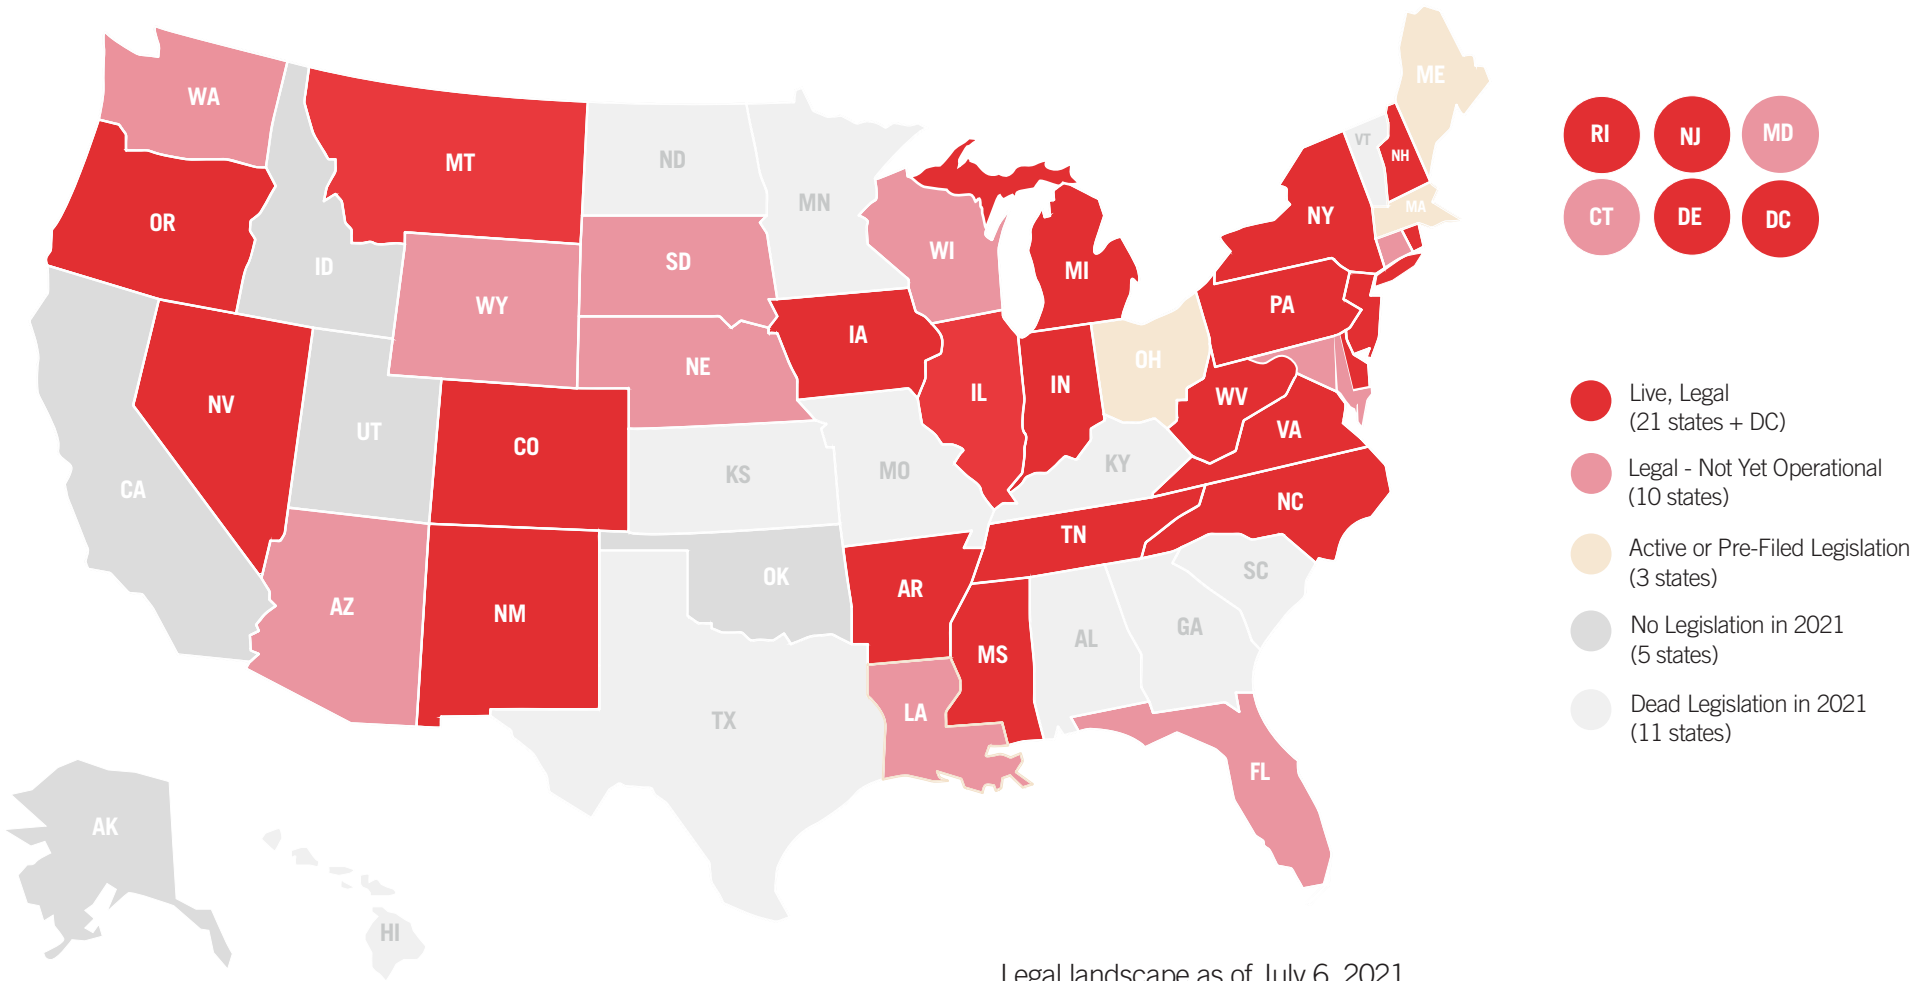 ME
WA
RI
NJ
MD
MT
ND
VT
NH
MN
OR
NY
MA
CT
DE
DC
WI
ID
SD
MI
WY
PA
IA
NE
OH
NV
IL
IN
WV
Live, Legal
(21 states + DC)
UT
CO
VA
CA
KS
MO
KY
Legal - Not Yet Operational
(10 states)
NC
TN
Active or Pre-Filed Legislation
(3 states)
AZ
NM
OK
AR
SC
No Legislation in 2021
(5 states)
MS
AL
GA
TX
LA
Dead Legislation in 2021
(11 states)
FL
AK
HI
Legal landscape as of July 6, 2021